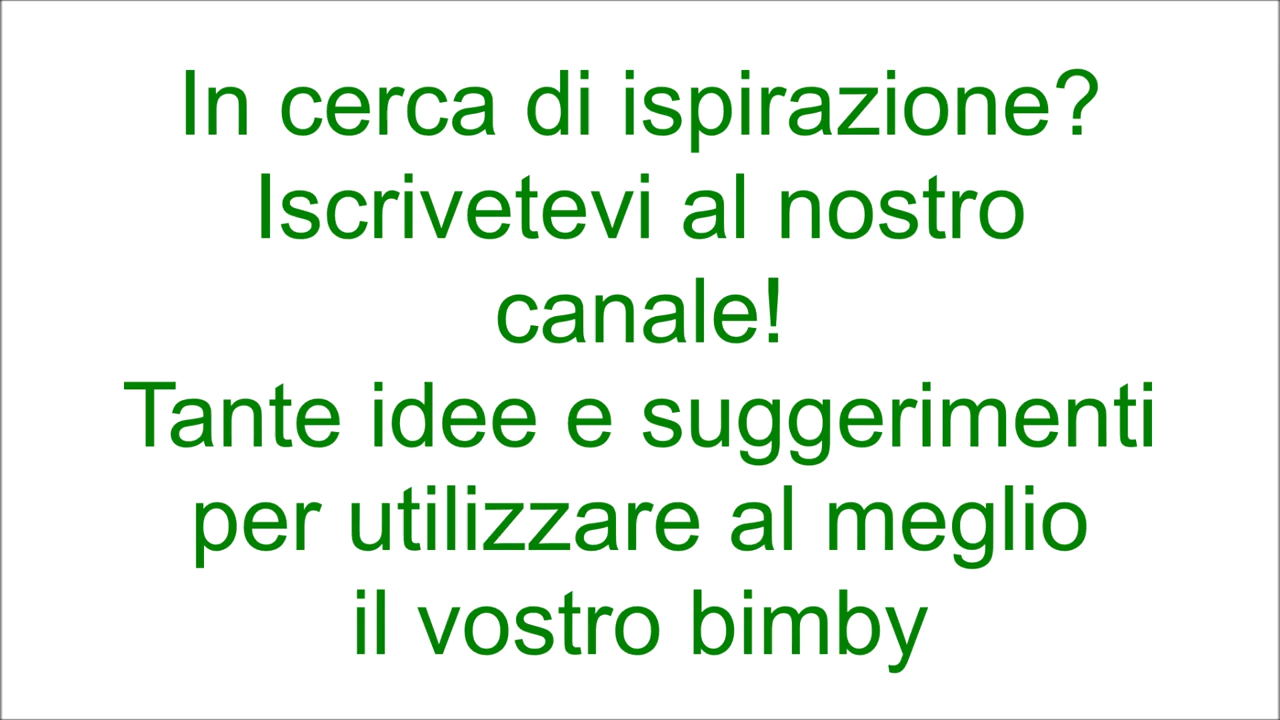 In cerca di ispirazione?
Iscrivetevi al nostro
canale!
Tante idee e suggerimenti
per utilizzare al meglio
il vostro bimby